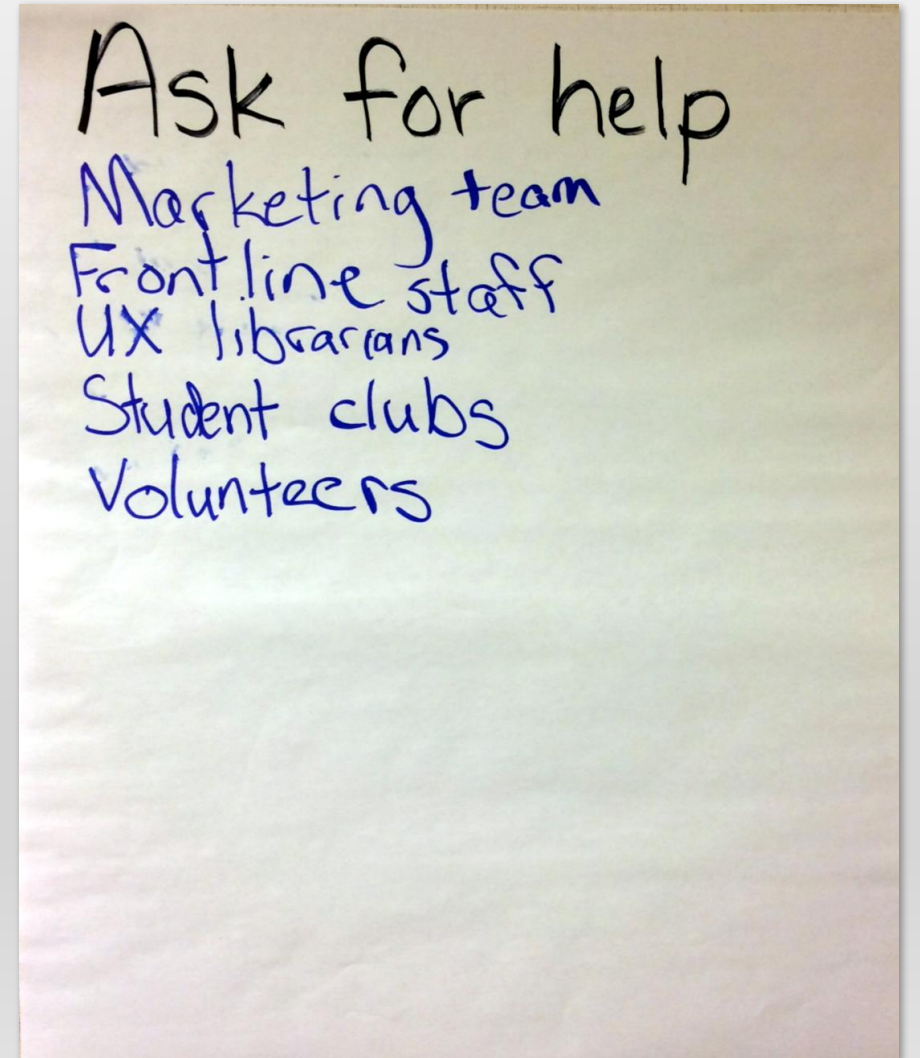 Ask for help
Marketing team
Frontline staff
UX librarians
Student clubs
Volunteers